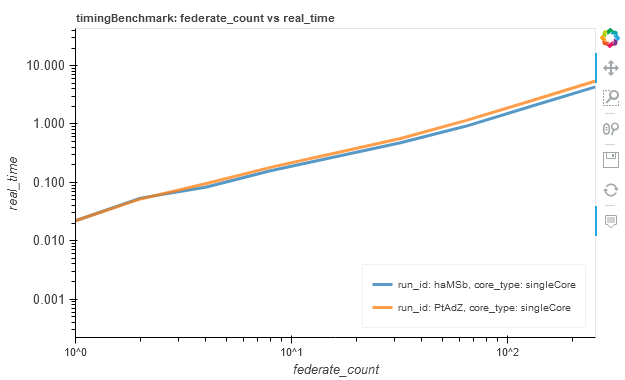 timingBenchmark: federate_count vs real_time
10.000
1.000
0.100
0.010
0.001
real_time
run_id: haMSb, core_type: singleCore
run_id: PtAdZ, core_type: singleCore
10^0
10^1
10^2
federate_count